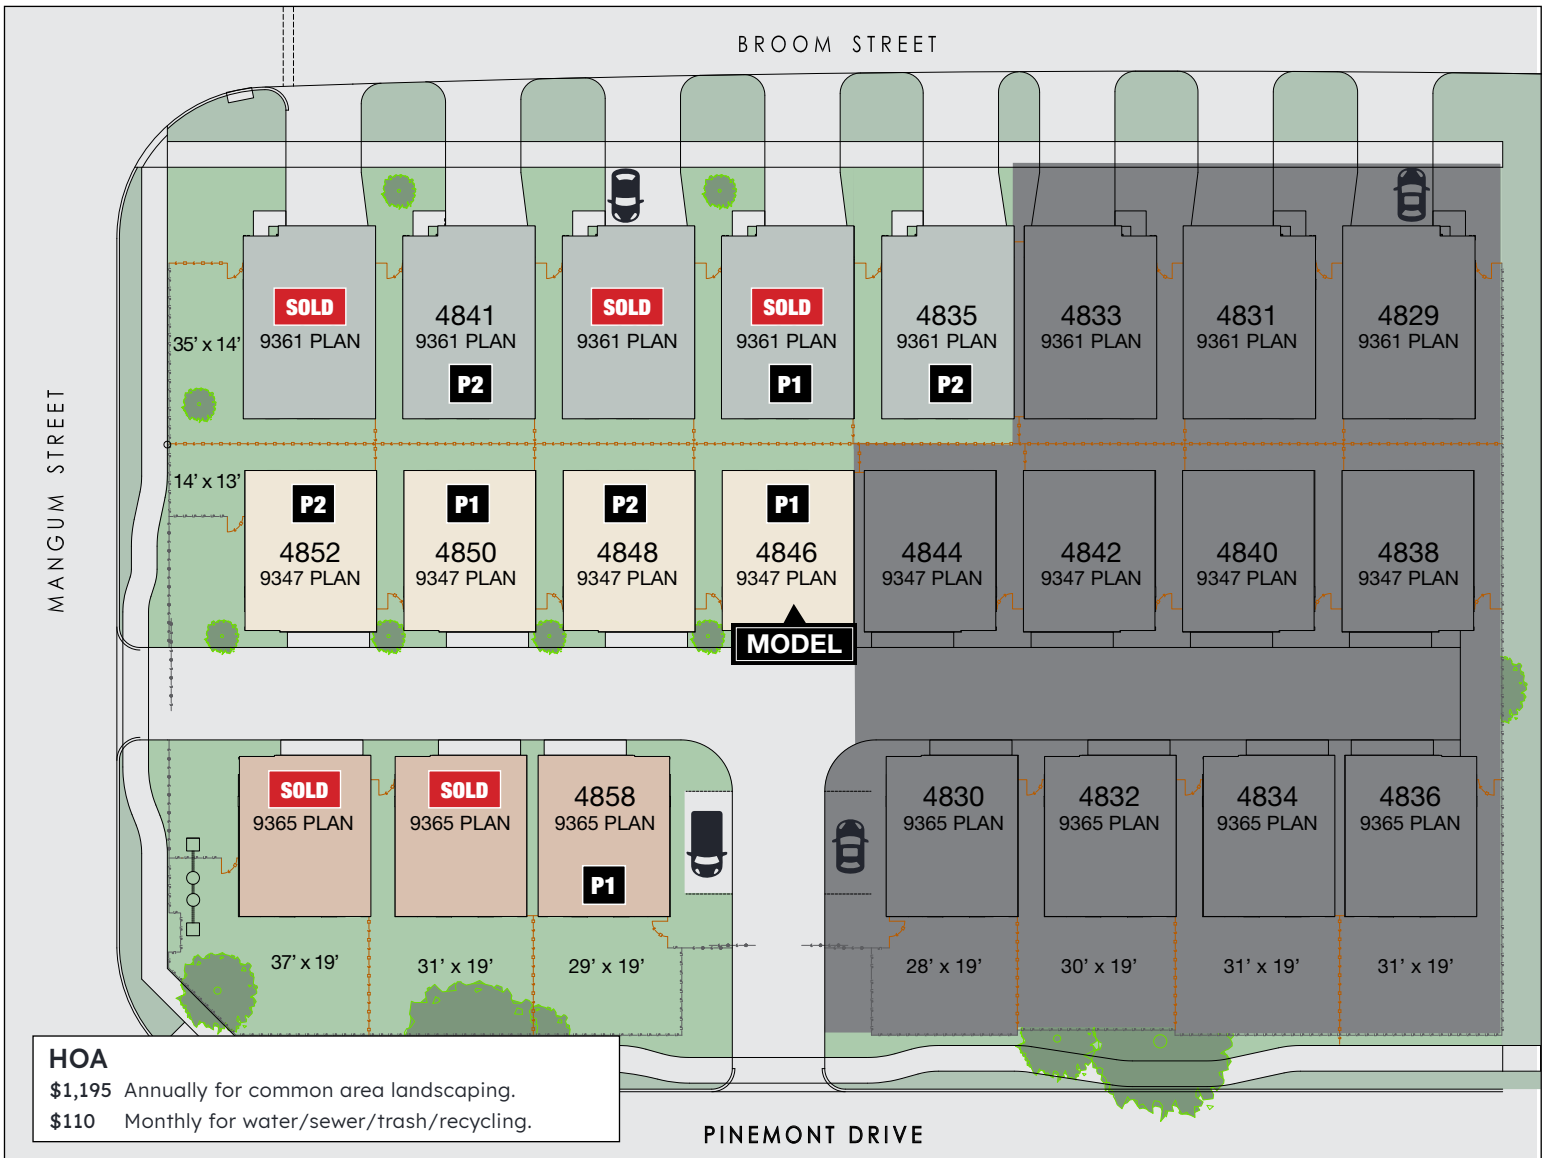 BROOM STREET
MANGUM STREET
SOLD
9361 PLAN
4841
9361 PLAN
P2
SOLD
9361 PLAN
SOLD
9361 PLAN
P1
4835
9361 PLAN
P2
4833
9361 PLAN
4831
9361 PLAN
4829
9361 PLAN
35’ x 14’
14’ x 13’
P2
4852
9347 PLAN
P1
4850
9347 PLAN
P2
4848
9347 PLAN
P1
4846
9347 PLAN
MODEL
4844
9347 PLAN
4842
9347 PLAN
4840
9347 PLAN
4838
9347 PLAN
SOLD
9365 PLAN
SOLD
9365 PLAN
4858
9365 PLAN
P1
4830
9365 PLAN
4832
9365 PLAN
4834
9365 PLAN
4836
9365 PLAN
37’ x 19’
31’ x 19’
29’ x 19’
28’ x 19’
30’ x 19’
31’ x 19’
31’ x 19’
HOA
$1,195 Annually for common area landscaping.
$110 Monthly for water/sewer/trash/recycling.
PINEMONT DRIVE